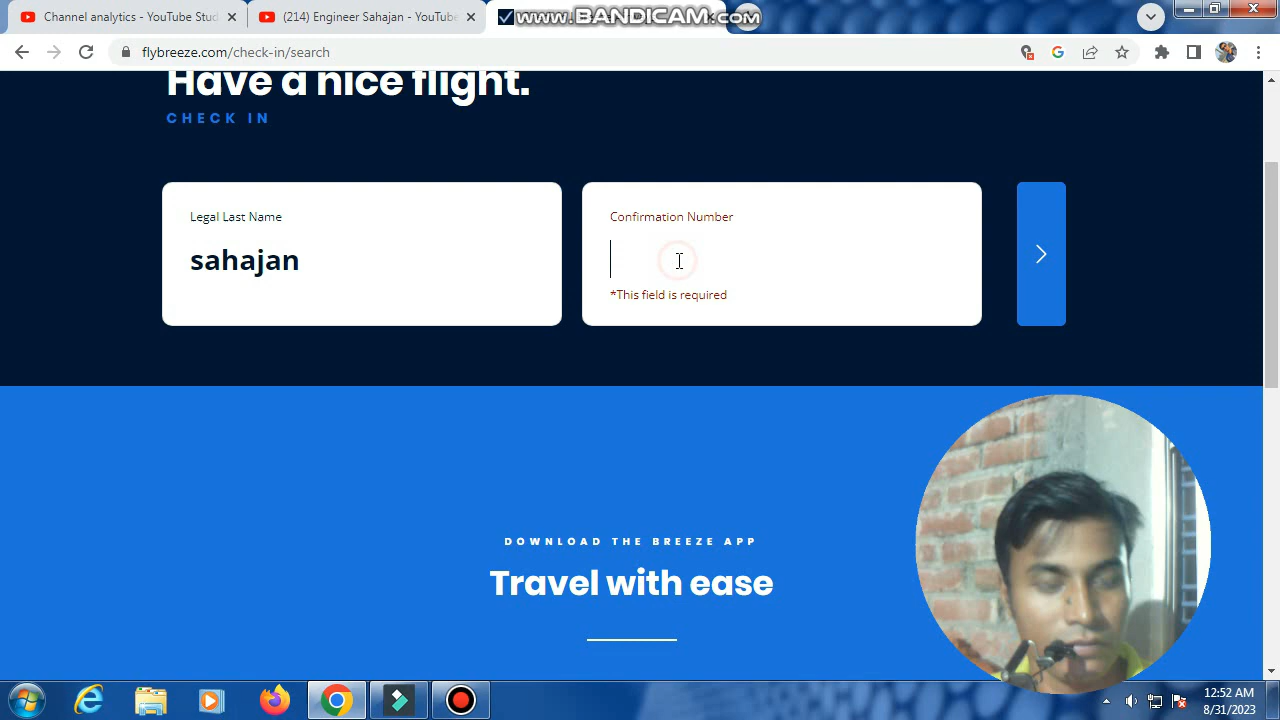 Channel analytics - YouTube Stud
(214) Engineer Sahajan - YouTube
www.BANDICAM.COM
flybreeze.com/check-in/search
Have a nice flight.
CHECK IN
Legal Last Name
sahajan
Confirmation Number
*This field is required
DOWNLOAD THE BREEZE APP
Travel with ease
12:52 AM
8/31/2023